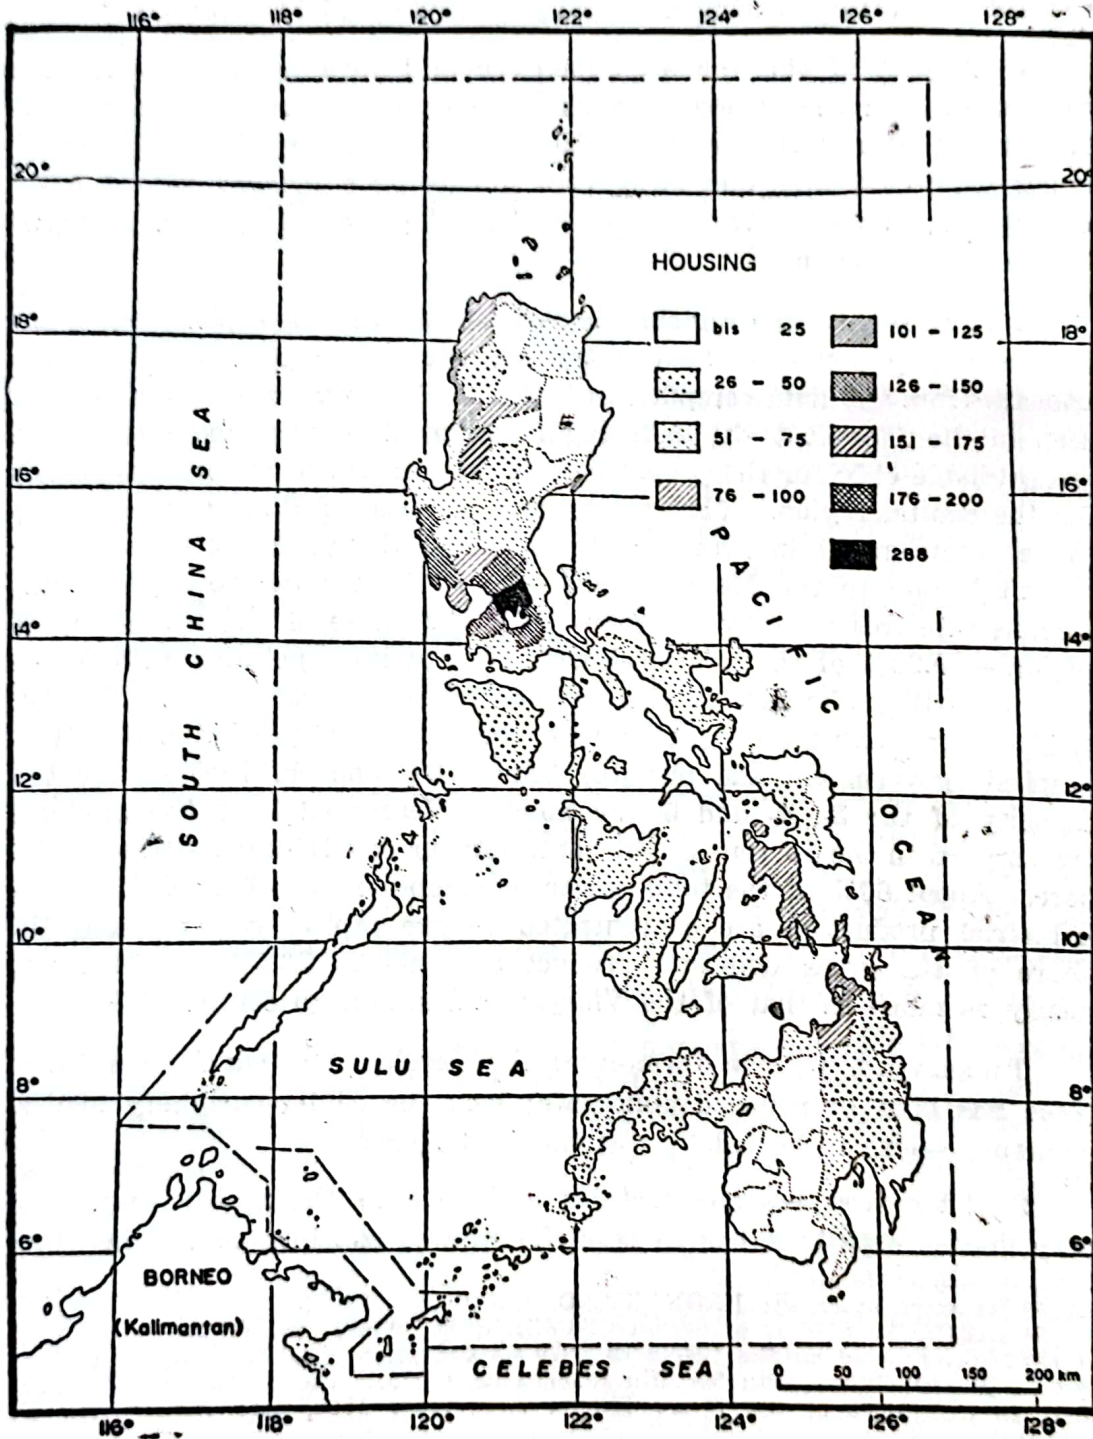 116° 118° 120° 122° 124° 126° 128°
20° 20°
HOUSING
bis 25
26 - 50
51 - 75
76 - 100
101 - 125
126 - 150
151 - 175
176 - 200
288
18° 18°
16° 16°
14° 14°
12° 12°
10° 10°
8° 8°
6° 6°
SOUTH CHINA SEA
PACIFIC OCEAN
SULU SEA
BORNEO
(Kalimantan)
CELEBES SEA
0 50 100 150 200 km
116° 118° 120° 122° 124° 126° 128°